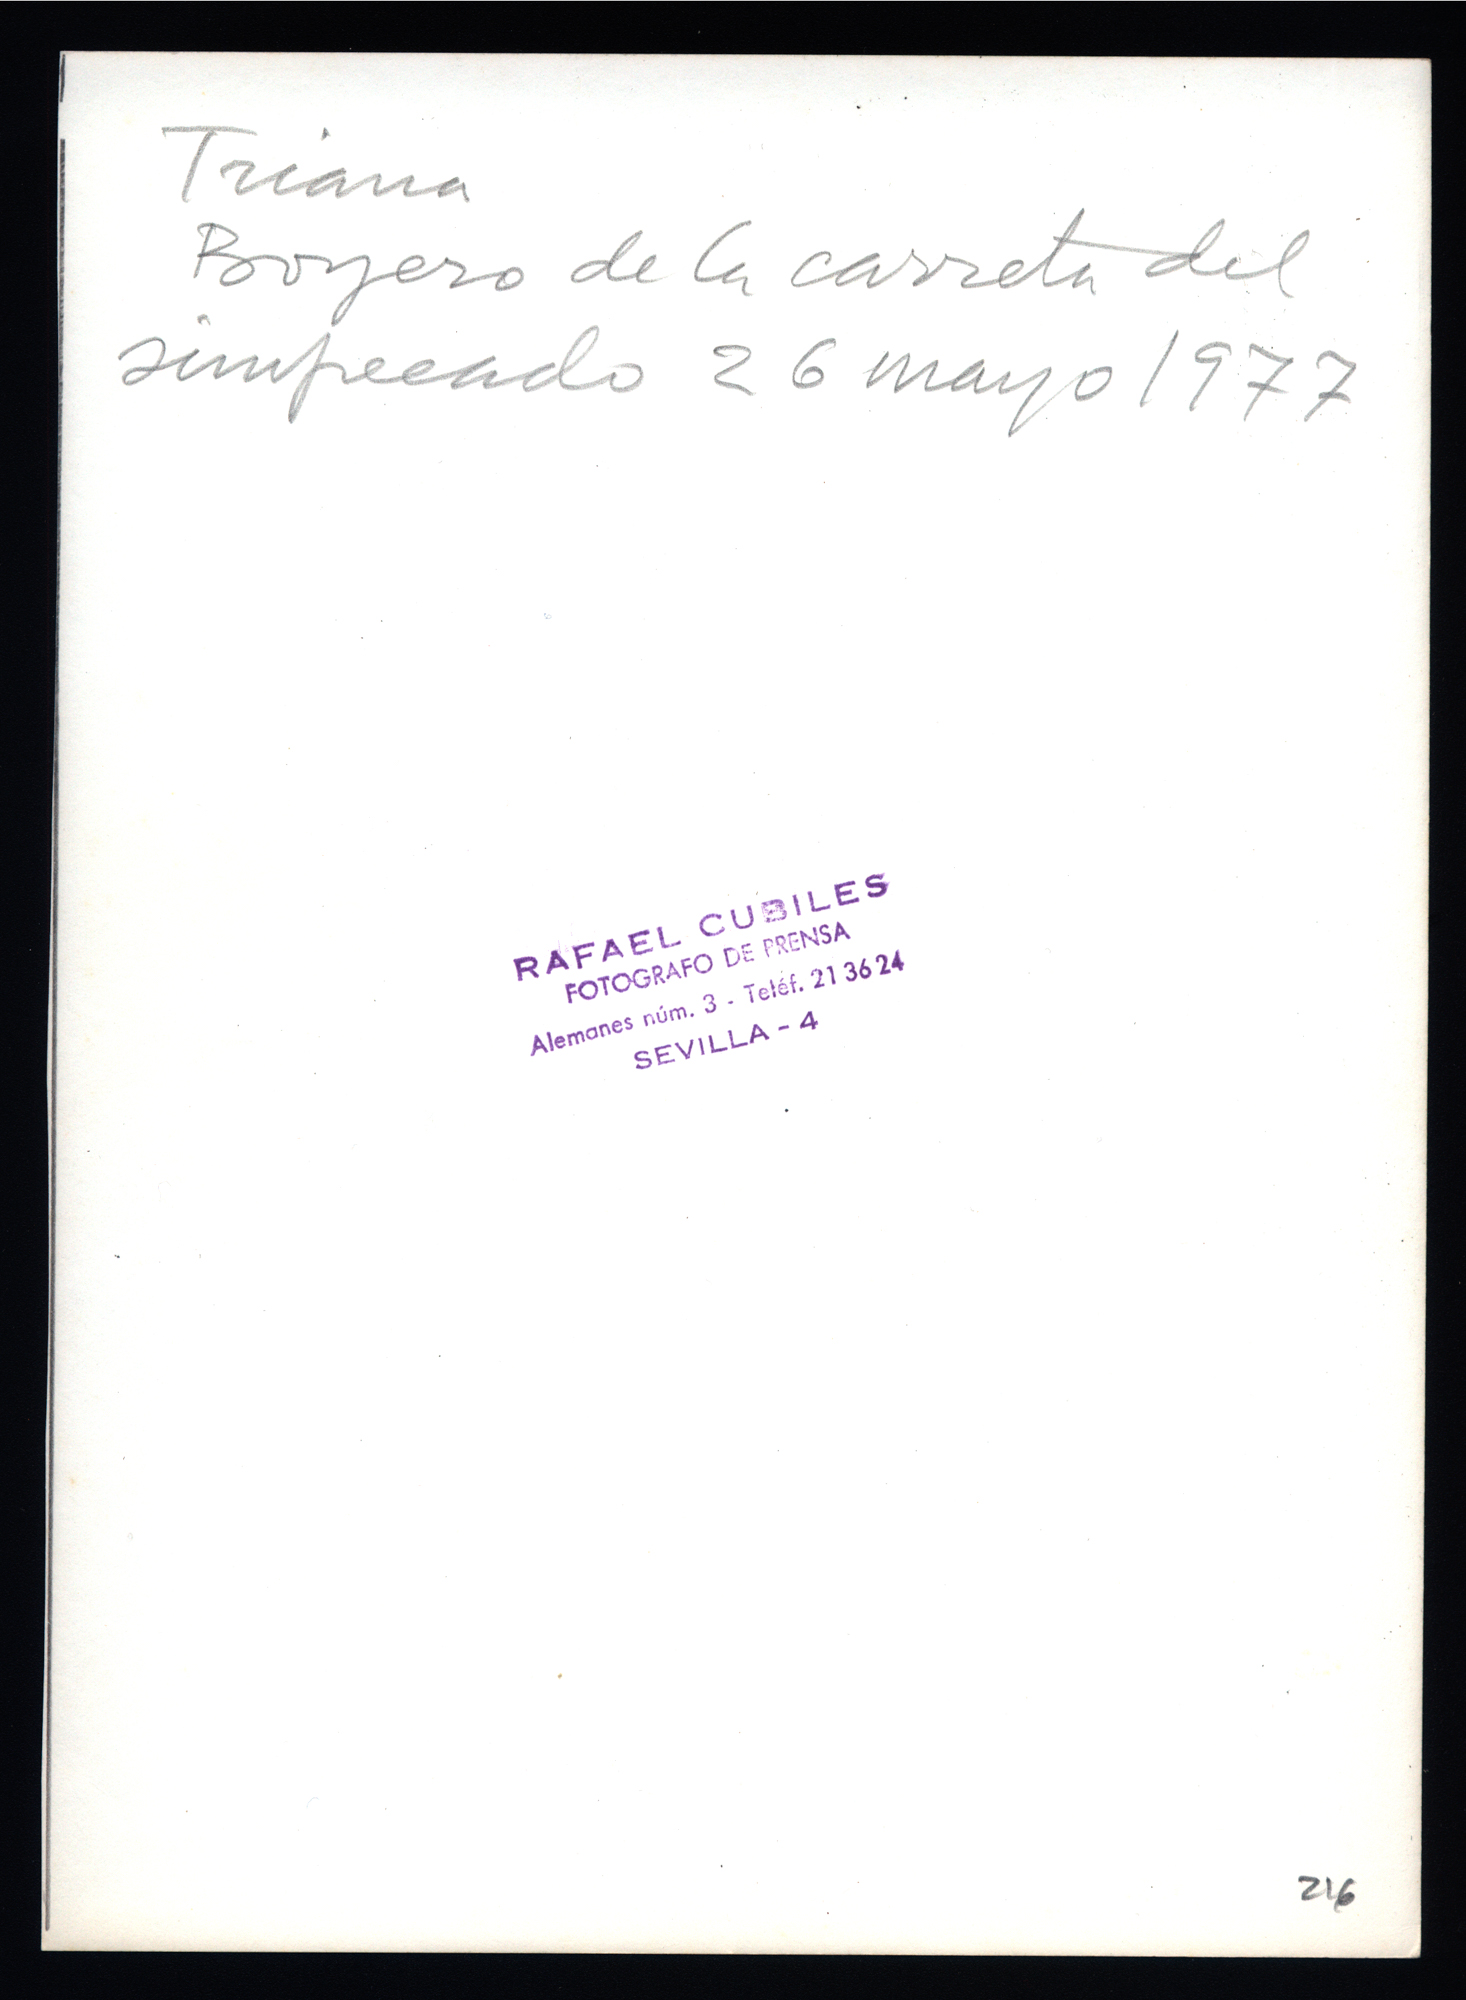 Triana
Boyero de la carreta del
simpecado 26 mayo 1977
RAFAEL CUBILES
FOTOGRAFO DE PRENSA
Alemanes núm. 3 - Teléf. 21 36 24
SEVILLA - 4
216